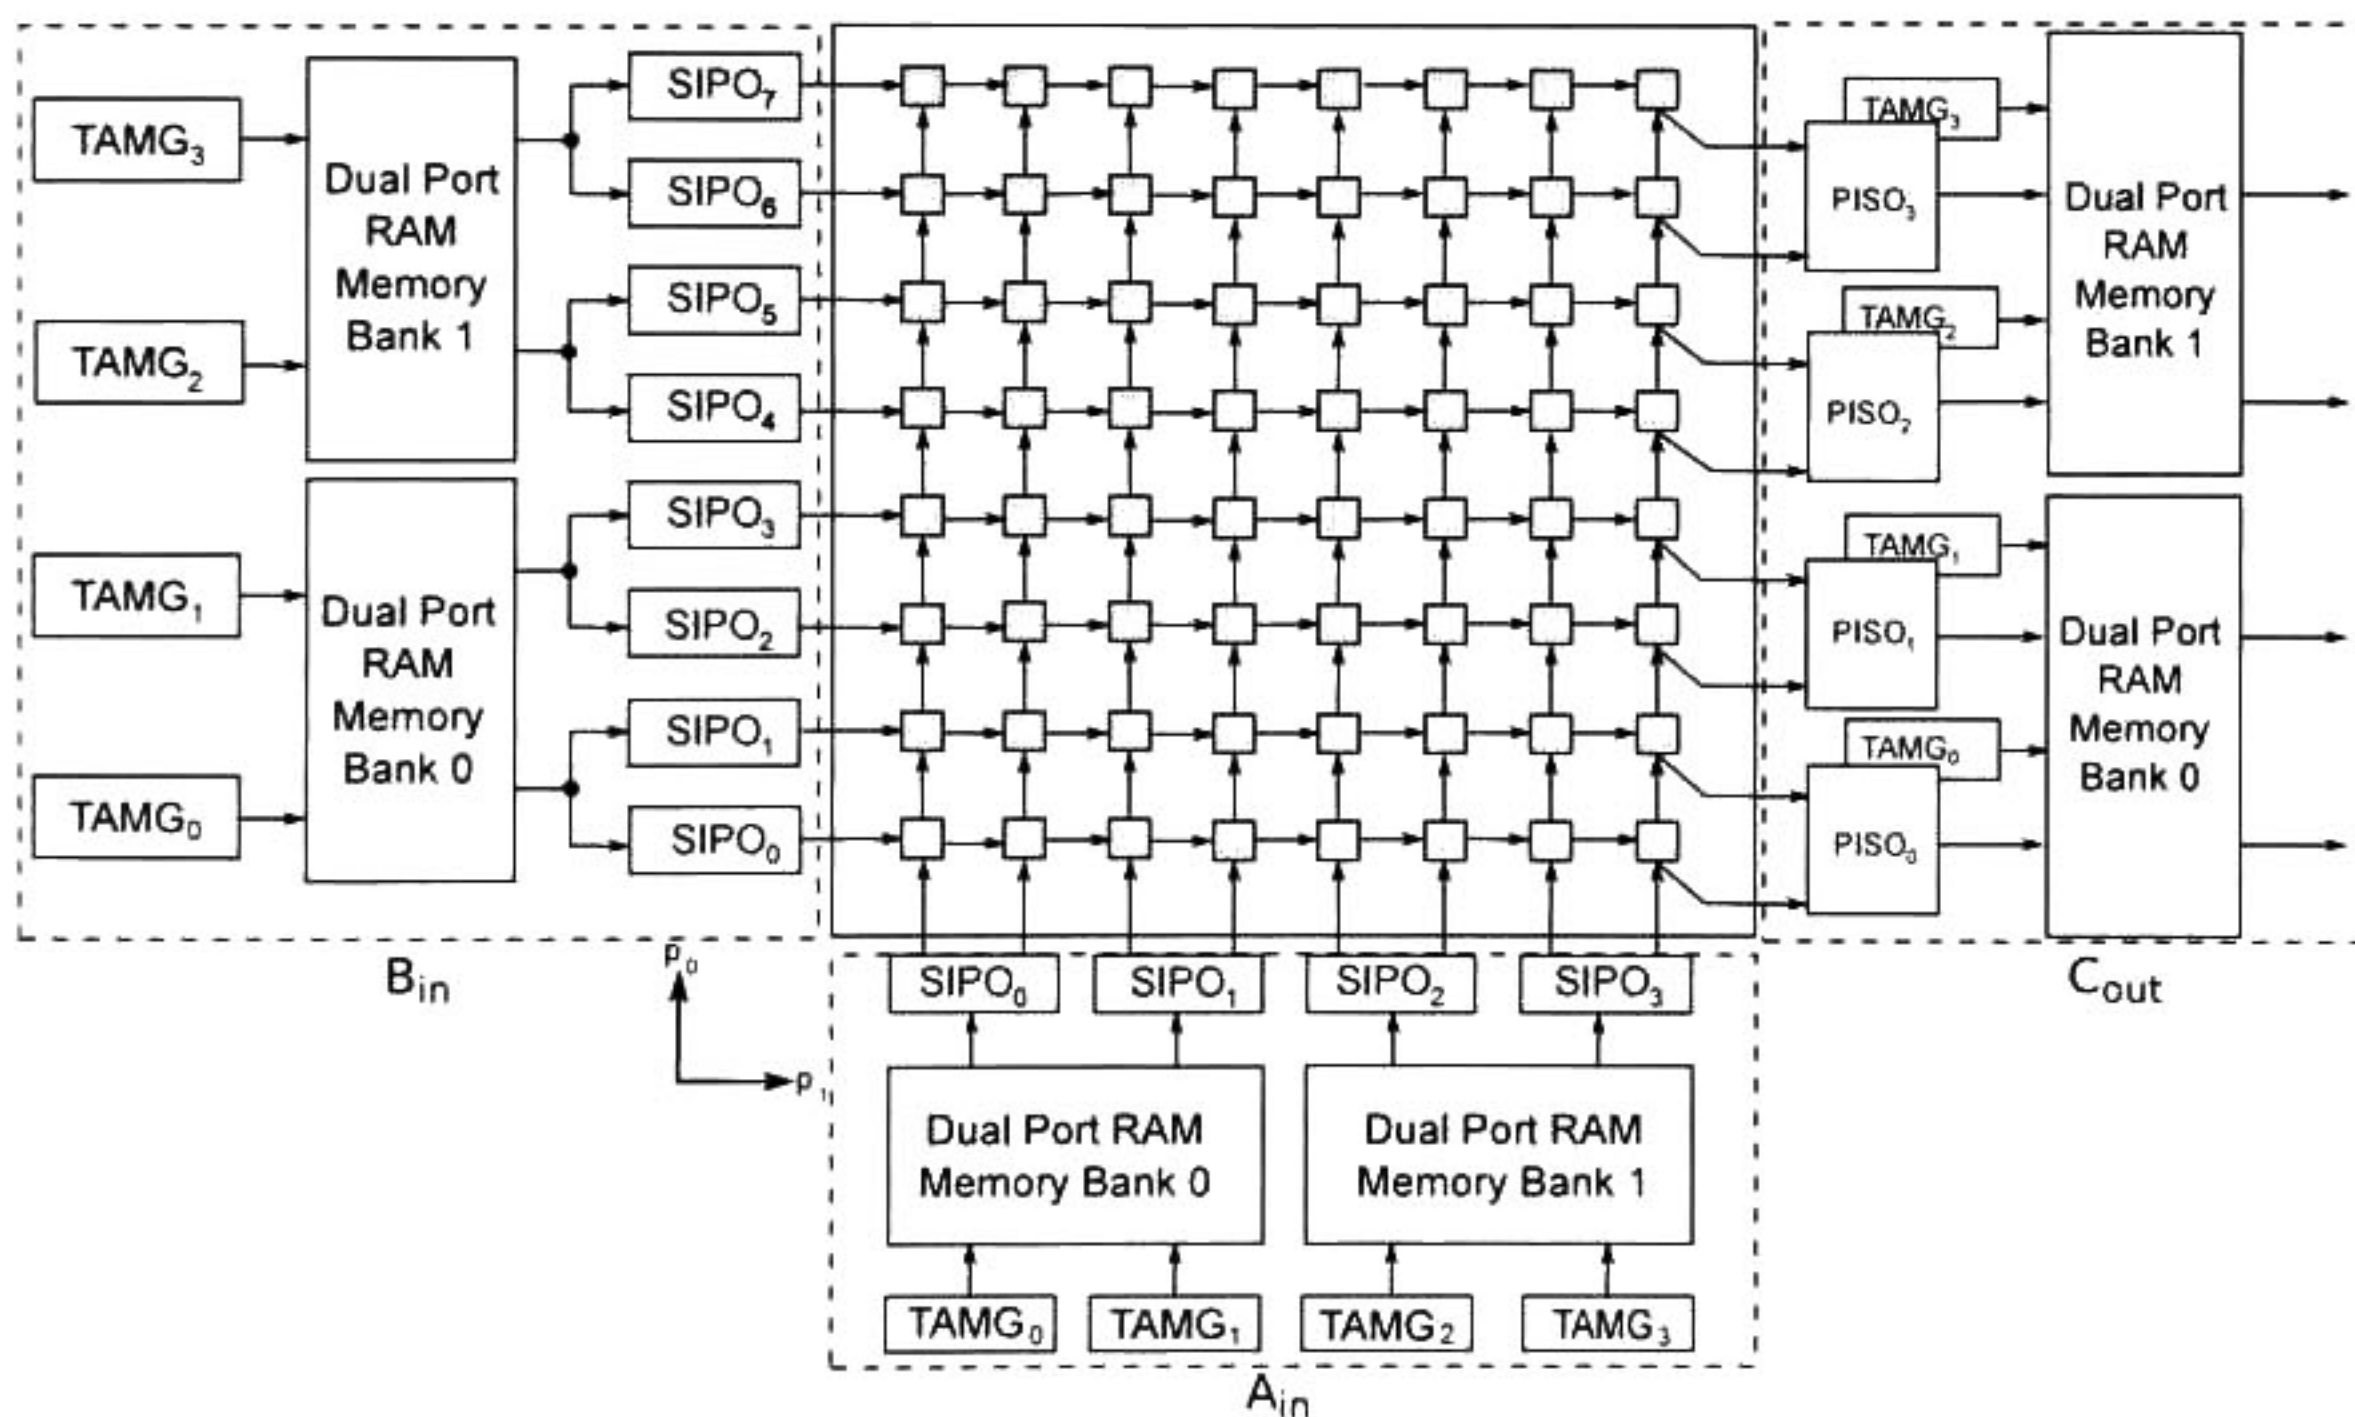 TAMG₃
TAMG₂
TAMG₁
TAMG₀
Dual Port
RAM
Memory
Bank 1
Dual Port
RAM
Memory
Bank 0
SIPO₇
SIPO₆
SIPO₅
SIPO₄
SIPO₃
SIPO₂
SIPO₁
SIPO₀
Bᵢₙ
p₀
p₁
TAMG₃
PISO₃
TAMG₂
PISO₂
TAMG₁
PISO₁
TAMG₀
PISO₀
Dual Port
RAM
Memory
Bank 1
Dual Port
RAM
Memory
Bank 0
Cₒᵤₜ
SIPO₀
SIPO₁
SIPO₂
SIPO₃
Dual Port RAM
Memory Bank 0
Dual Port RAM
Memory Bank 1
TAMG₀
TAMG₁
TAMG₂
TAMG₃
Aᵢₙ